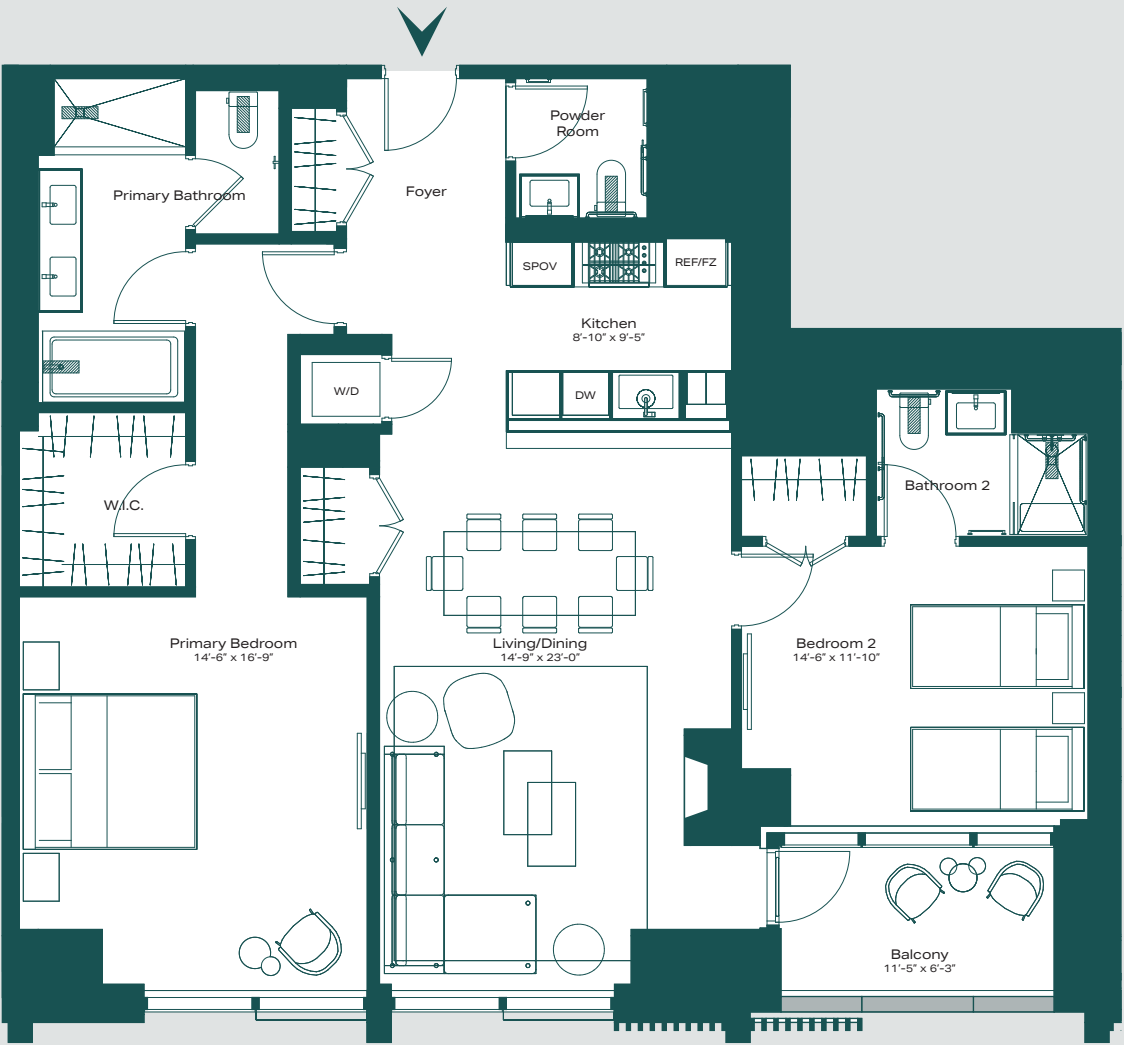 Powder
Room
Primary Bathroom
Foyer
SPOV
REF/FZ
Kitchen
8'-10" x 9'-5"
W/D
DW
W.I.C.
Bathroom 2
Primary Bedroom
14'-6" x 16'-9"
Living/Dining
14'-9" x 23'-0"
Bedroom 2
14'-6" x 11'-10"
Balcony
11'-5" x 6'-3"